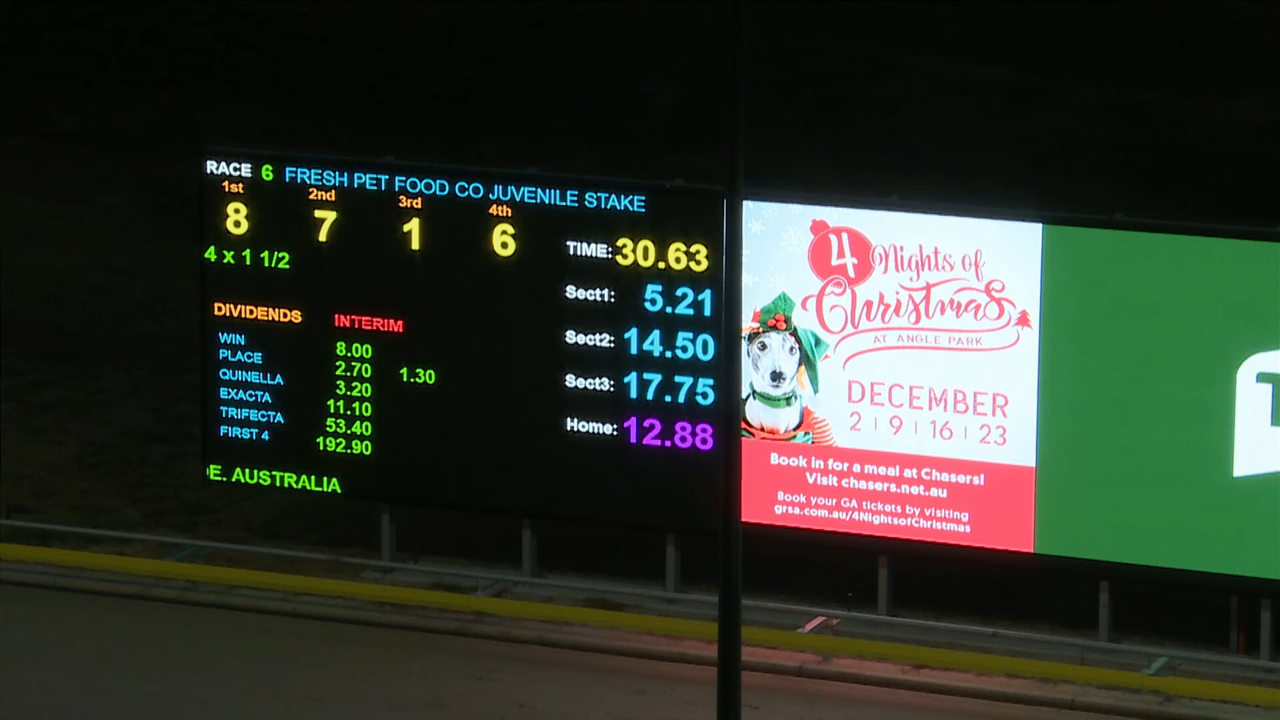 RACE 6 FRESH PET FOOD CO JUVENILE STAKE
1st 2nd 3rd 4th
8 7 1 6
4 x 1 1/2
TIME: 30.63
Sect1: 5.21
Sect2: 14.50
Sect3: 17.75
Home: 12.88
DIVIDENDS INTERIM
WIN 8.00
PLACE 2.70 1.30
QUINELLA 3.20
EXACTA 11.10
TRIFECTA 53.40
FIRST 4 192.90
E. AUSTRALIA
4 Nights of
Christmas
AT ANGLE PARK
DECEMBER
2 | 9 | 16 | 23
Book in for a meal at Chasers!
Visit chasers.net.au
Book your GA tickets by visiting
grsa.com.au/4NightsofChristmas